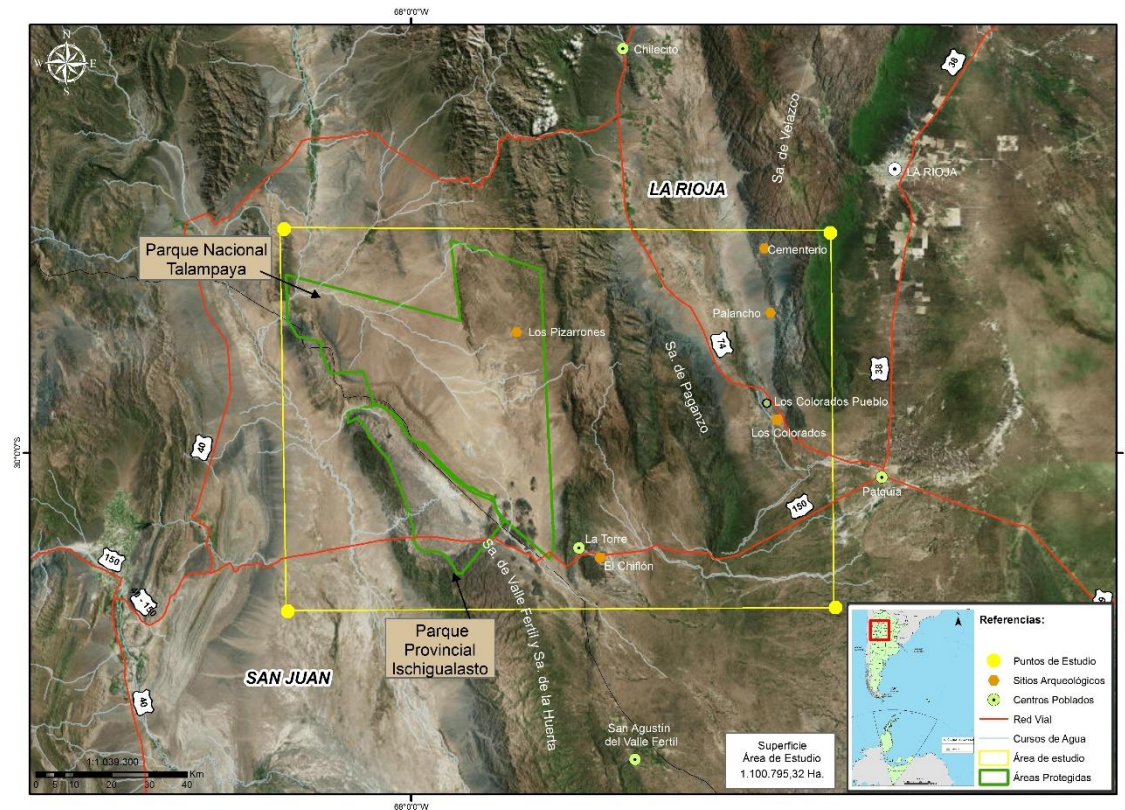 68°0'0"W
N
W
E
S
Chilecito
38
Sa. de Velazco
LA RIOJA
LA RIOJA
Parque Nacional
Talampaya
Cementerio
Palancho
Los Pizarrones
74
38
Sa. de Paganzo
Los Colorados Pueblo
Los Colorados
40
30°0'0"S
Patquía
150
La Torre
El Chiflón
150
40 - 150
Sa. de Valle Fertil y Sa. de la Huerta
Parque
Provincial
Ischigualasto
SAN JUAN
40
San Agustín
del Valle Fertil
Superficie
Área de Estudio
1.100.795,32 Ha.
1:1.039.300
Km
0 5 10 20 30 40
68°0'0"W
Referencias:
Puntos de Estudio
Sitios Arqueológicos
Centros Poblados
Red Vial
Cursos de Agua
Área de estudio
Áreas Protegidas